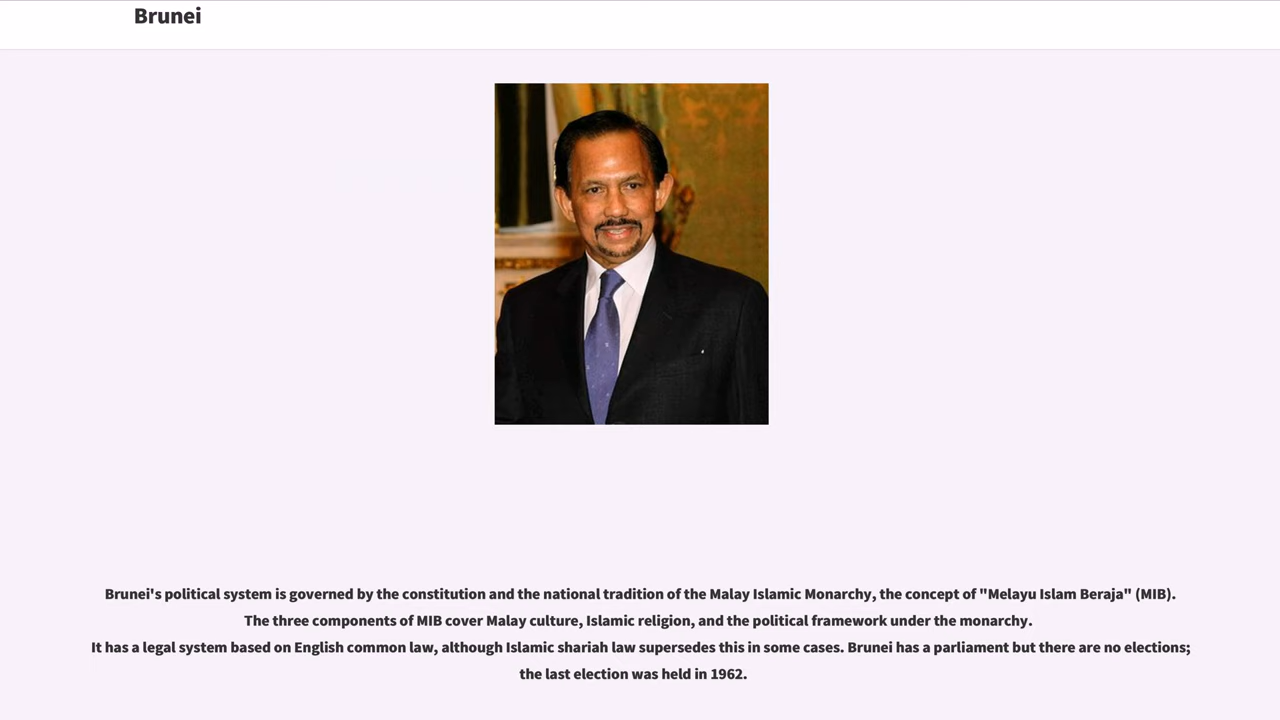 Brunei
Brunei's political system is governed by the constitution and the national tradition of the Malay Islamic Monarchy, the concept of "Melayu Islam Beraja" (MIB).
The three components of MIB cover Malay culture, Islamic religion, and the political framework under the monarchy.
It has a legal system based on English common law, although Islamic shariah law supersedes this in some cases. Brunei has a parliament but there are no elections;
the last election was held in 1962.